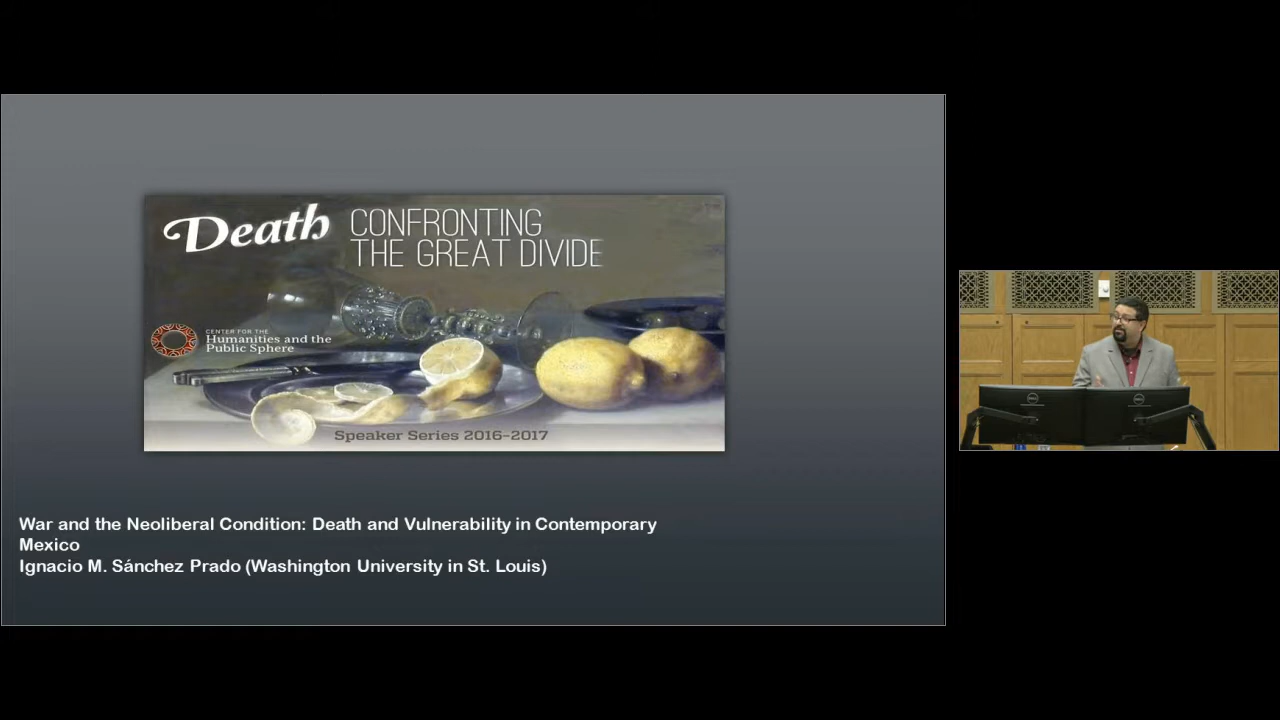 Death
CONFRONTING
THE GREAT DIVIDE
CENTER FOR THE
Humanities and the
Public Sphere
Speaker Series 2016–2017
War and the Neoliberal Condition: Death and Vulnerability in Contemporary
Mexico
Ignacio M. Sánchez Prado (Washington University in St. Louis)